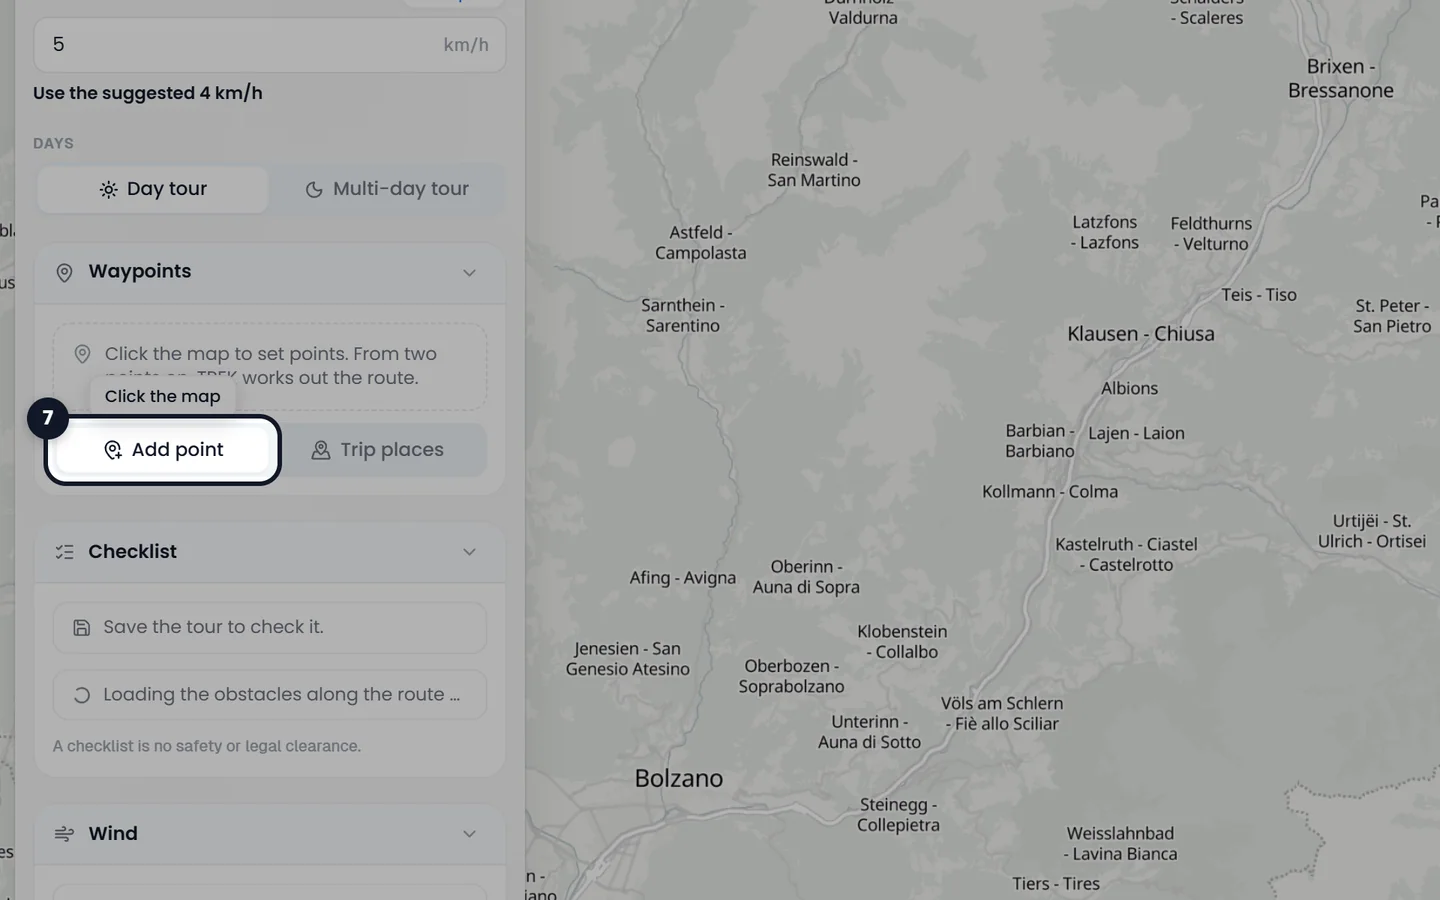 5 km/h
Use the suggested 4 km/h
DAYS
Day tour
Multi-day tour
Waypoints
Click the map to set points. From two
points on, TREK works out the route.
Click the map
7
Add point
Trip places
Checklist
Save the tour to check it.
Loading the obstacles along the route ...
A checklist is no safety or legal clearance.
Wind
Valdurna
- Scaleres
Brixen -
Bressanone
Reinswald -
San Martino
Astfeld -
Campolasta
Latzfons
- Lazfons
Feldthurns
- Velturno
Sarnthein -
Sarentino
Teis - Tiso
St. Peter -
San Pietro
Klausen - Chiusa
Albions
Barbian -
Barbiano
Lajen - Laion
Kollmann - Colma
Urtijëi - St.
Ulrich - Ortisei
Kastelruth - Ciastel
- Castelrotto
Afing - Avigna
Oberinn -
Auna di Sopra
Klobenstein
- Collalbo
Jenesien - San
Genesio Atesino
Oberbozen -
Soprabolzano
Völs am Schlern
- Fiè allo Sciliar
Unterinn -
Auna di Sotto
Bolzano
Steinegg -
Collepietra
Weisslahnbad
- Lavina Bianca
Tiers - Tires